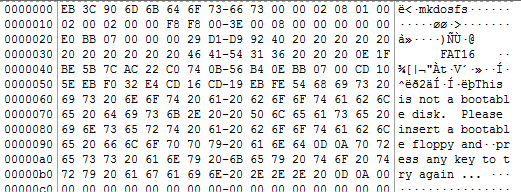 0000000 EB 3C 90 6D 6B 64 6F 73-66 73 00 00 02 08 01 00 ë<·mkdosfs
0000010 02 00 02 00 00 F8 F8 00-3E 00 08 00 00 00 00 00 øø·>
0000020 E0 BB 07 00 00 00 29 D1-D9 92 40 20 20 20 20 20 à»····)ÑÙ·@
0000030 20 20 20 20 20 20 46 41-54 31 36 20 20 20 0E 1F FAT16
0000040 BE 5B 7C AC 22 C0 74 0B-56 B4 0E BB 07 00 CD 10 ¾[|¬"Àt·V´·»··Í·
0000050 5E EB F0 32 E4 CD 16 CD-19 EB FE 54 68 69 73 20 ^ëð2äÍ·Í·ëþThis
0000060 69 73 20 6E 6F 74 20 61-20 62 6F 6F 74 61 62 6C is not a bootabl
0000070 65 20 64 69 73 6B 2E 20-20 50 6C 65 61 73 65 20 e disk.  Please
0000080 69 6E 73 65 72 74 20 61-20 62 6F 6F 74 61 62 6C insert a bootabl
0000090 65 20 66 6C 6F 70 70 79-20 61 6E 64 0D 0A 70 72 e floppy and··pr
00000a0 65 73 73 20 61 6E 79 20-6B 65 79 20 74 6F 20 74 ess any key to t
00000b0 72 79 20 61 67 61 69 6E-20 2E 2E 2E 20 0D 0A 00 ry again ... ···